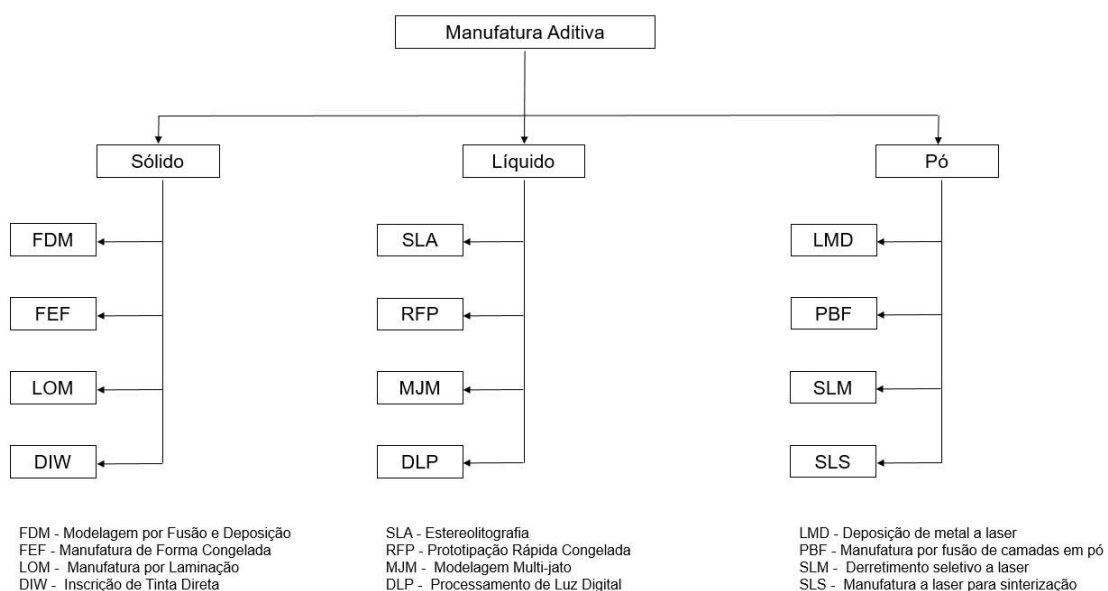 Manufatura Aditiva
Sólido
Líquido
Pó
FDM
SLA
LMD
FEF
RFP
PBF
LOM
MJM
SLM
DIW
DLP
SLS
FDM - Modelagem por Fusão e Deposição
FEF - Manufatura de Forma Congelada
LOM - Manufatura por Laminação
DIW - Inscrição de Tinta Direta
SLA - Estereolitografia
RFP - Prototipação Rápida Congelada
MJM - Modelagem Multi-jato
DLP - Processamento de Luz Digital
LMD - Deposição de metal a laser
PBF - Manufatura por fusão de camadas em pó
SLM - Derretimento seletivo a laser
SLS - Manufatura a laser para sinterização